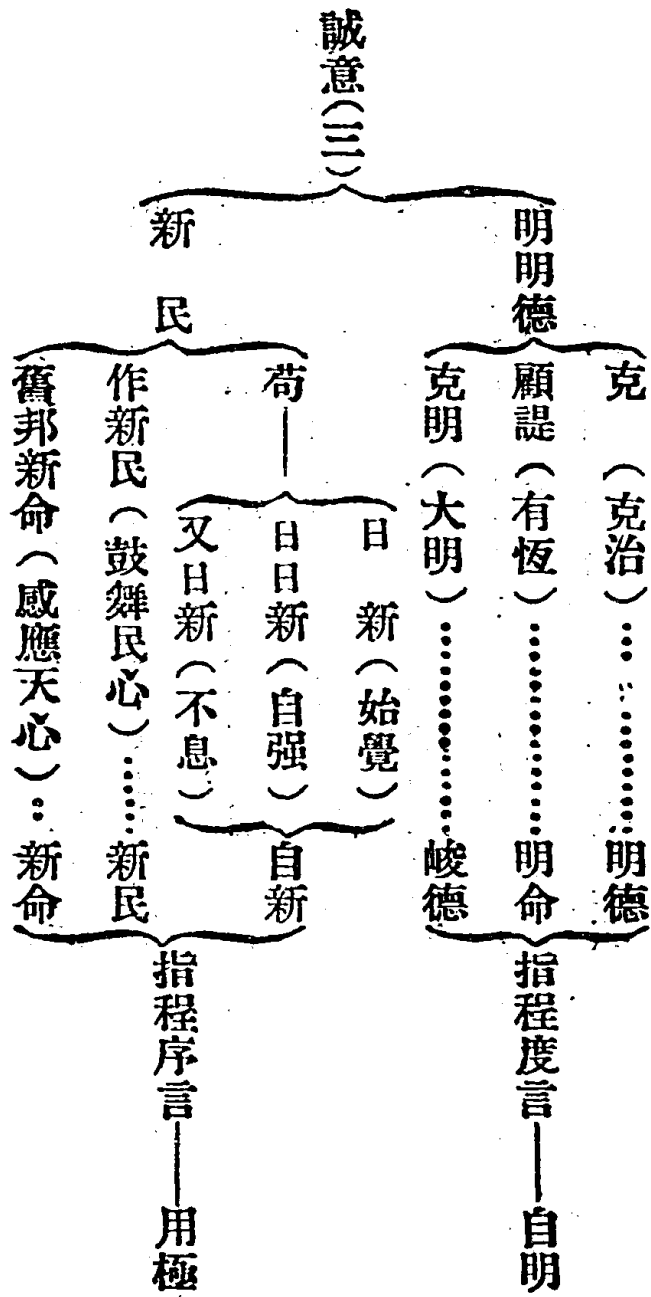 誠意（三）
明明德
克（克治）……明德
顧諟（有恆）……明命
克明（大明）……峻德
指程度言——自明
新民
苟——
日新（始覺）
日日新（自强）
又日新（不息）
自新
作新民（鼓舞民心）……新民
舊邦新命（感應天心）…新命
指程序言——用極